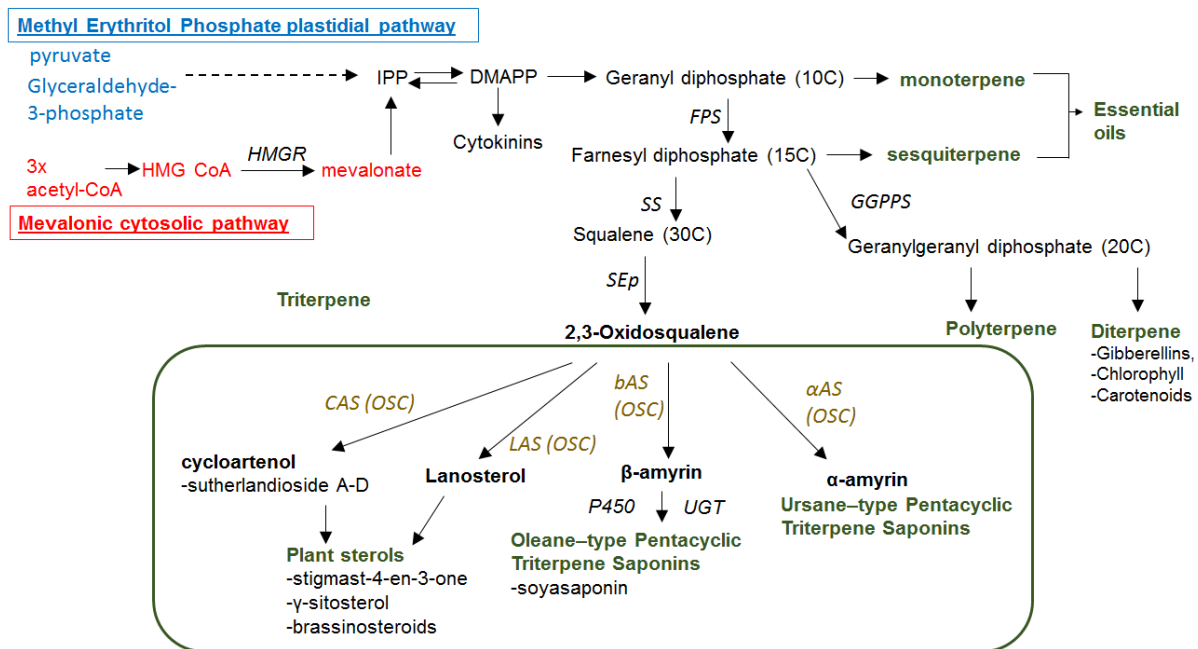 Methyl Erythritol Phosphate plastidial pathway
pyruvate
Glyceraldehyde-
3-phosphate
IPP
DMAPP
Geranyl diphosphate (10C)
monoterpene
Essential
oils
Cytokinins
FPS
3x
acetyl-CoA
HMG CoA
HMGR
mevalonate
Farnesyl diphosphate (15C)
sesquiterpene
Mevalonic cytosolic pathway
SS
GGPPS
Squalene (30C)
Geranylgeranyl diphosphate (20C)
SEp
Triterpene
2,3-Oxidosqualene
Polyterpene
Diterpene
-Gibberellins,
-Chlorophyll
-Carotenoids
CAS (OSC)
LAS (OSC)
bAS
(OSC)
αAS
(OSC)
cycloartenol
-sutherlandioside A-D
Lanosterol
β-amyrin
α-amyrin
Ursane–type Pentacyclic
Triterpene Saponins
P450
UGT
Plant sterols
-stigmast-4-en-3-one
-γ-sitosterol
-brassinosteroids
Oleane–type Pentacyclic
Triterpene Saponins
-soyasaponin